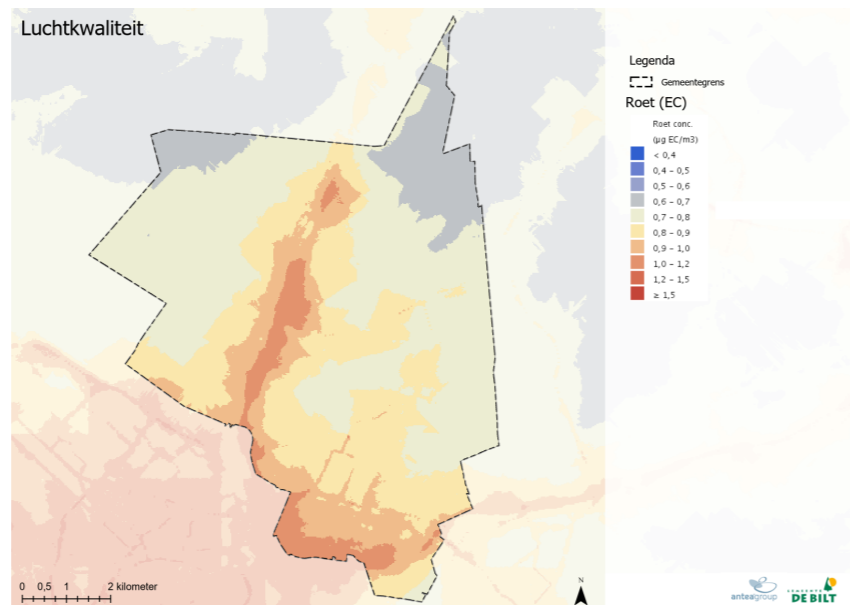 Luchtkwaliteit
Legenda
Gemeentegrens
Roet (EC)
Roet conc.
(µg EC/m3)
< 0,4
0,4 – 0,5
0,5 – 0,6
0,6 – 0,7
0,7 – 0,8
0,8 – 0,9
0,9 – 1,0
1,0 – 1,2
1,2 – 1,5
≥ 1,5
0 0,5 1 2 kilometer
N
anteagroup
GEMEENTE
DE BILT